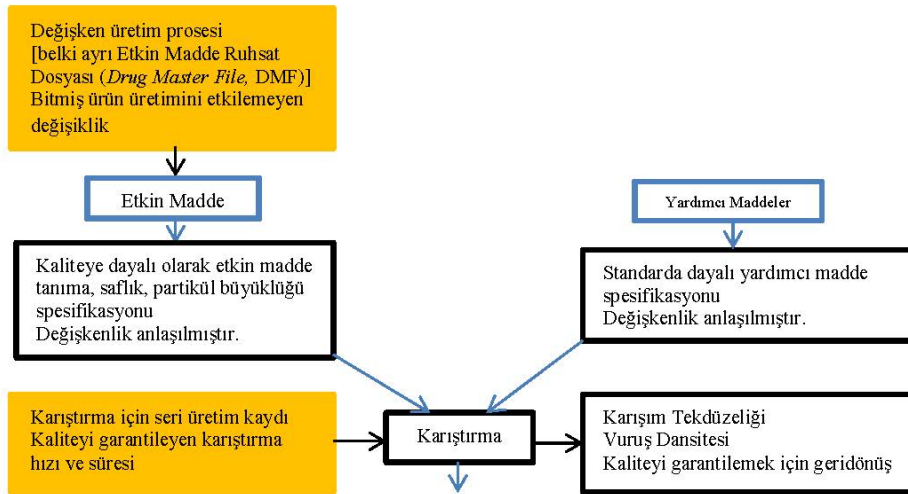 Değişken üretim prosesi
[belki ayrı Etkin Madde Ruhsat
Dosyası (Drug Master File, DMF)]
Bitmiş ürün üretimini etkilemeyen
değişiklik
Etkin Madde
Yardımcı Maddeler
Kaliteye dayalı olarak etkin madde
tanıma, saflık, partikül büyüklüğü
spesifikasyonu
Değişkenlik anlaşılmıştır.
Standarda dayalı yardımcı madde
spesifikasyonu
Değişkenlik anlaşılmıştır.
Karıştırma için seri üretim kaydı
Kaliteyi garantileyen karıştırma
hızı ve süresi
Karıştırma
Karışım Tekdüzeliği
Vuruş Dansitesi
Kaliteyi garantilemek için geridönüş